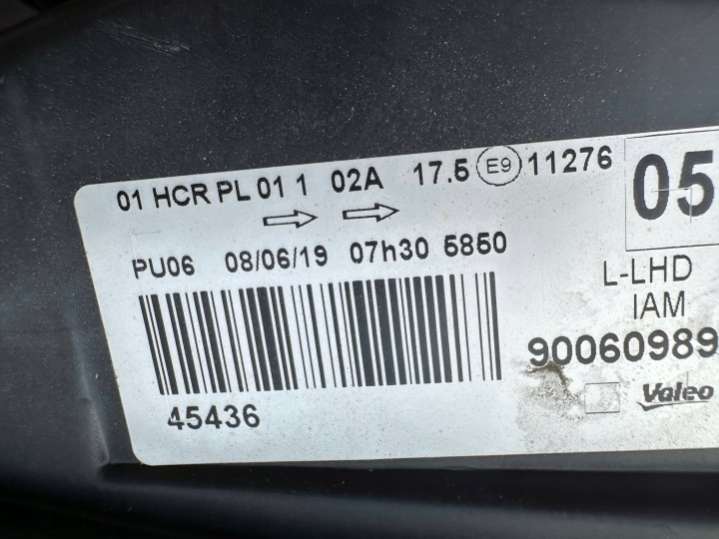 01 HCR PL 01 1 02A 17.5 E9 11276
05
PU06 08/06/19 07h30 5850
L-LHD
IAM
90060989
45436
Valeo